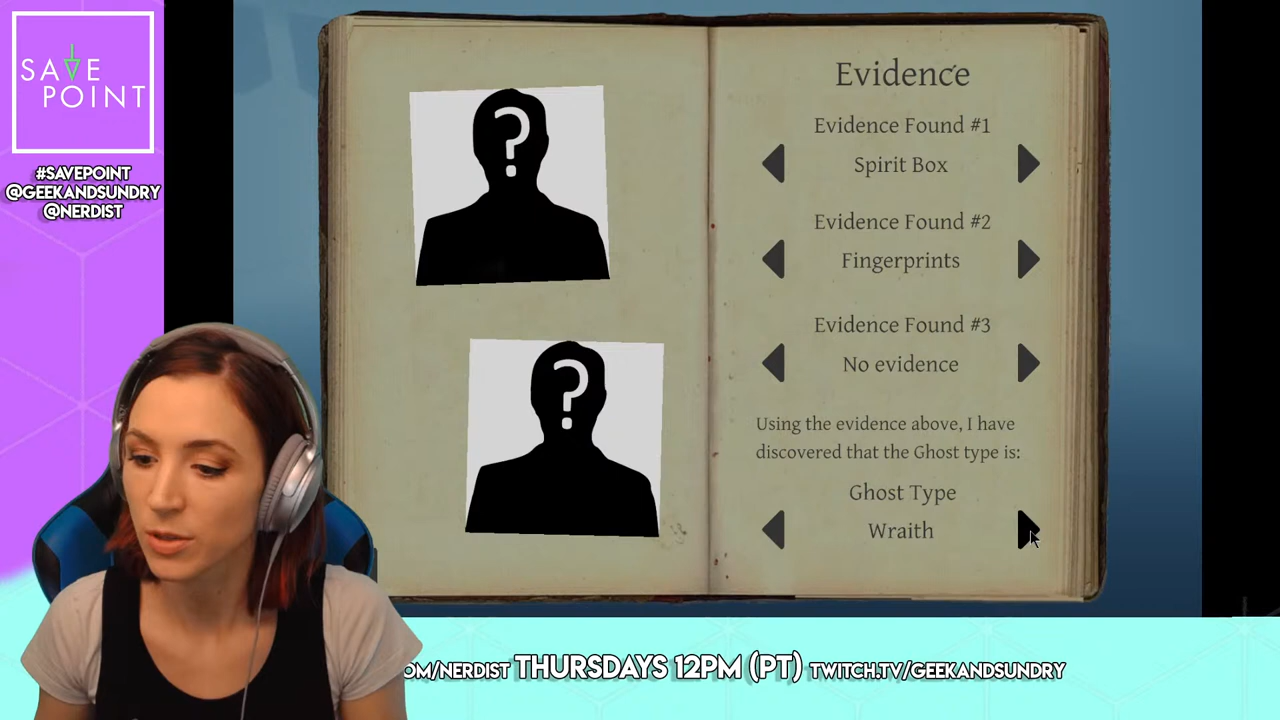 SAVE
POINT
#SAVEPOINT
@GEEKANDSUNDRY
@NERDIST
?
?
Evidence
Evidence Found #1
Spirit Box
Evidence Found #2
Fingerprints
Evidence Found #3
No evidence
Using the evidence above, I have
discovered that the Ghost type is:
Ghost Type
Wraith
OM/NERDIST THURSDAYS 12PM (PT) TWITCH.TV/GEEKANDSUNDRY